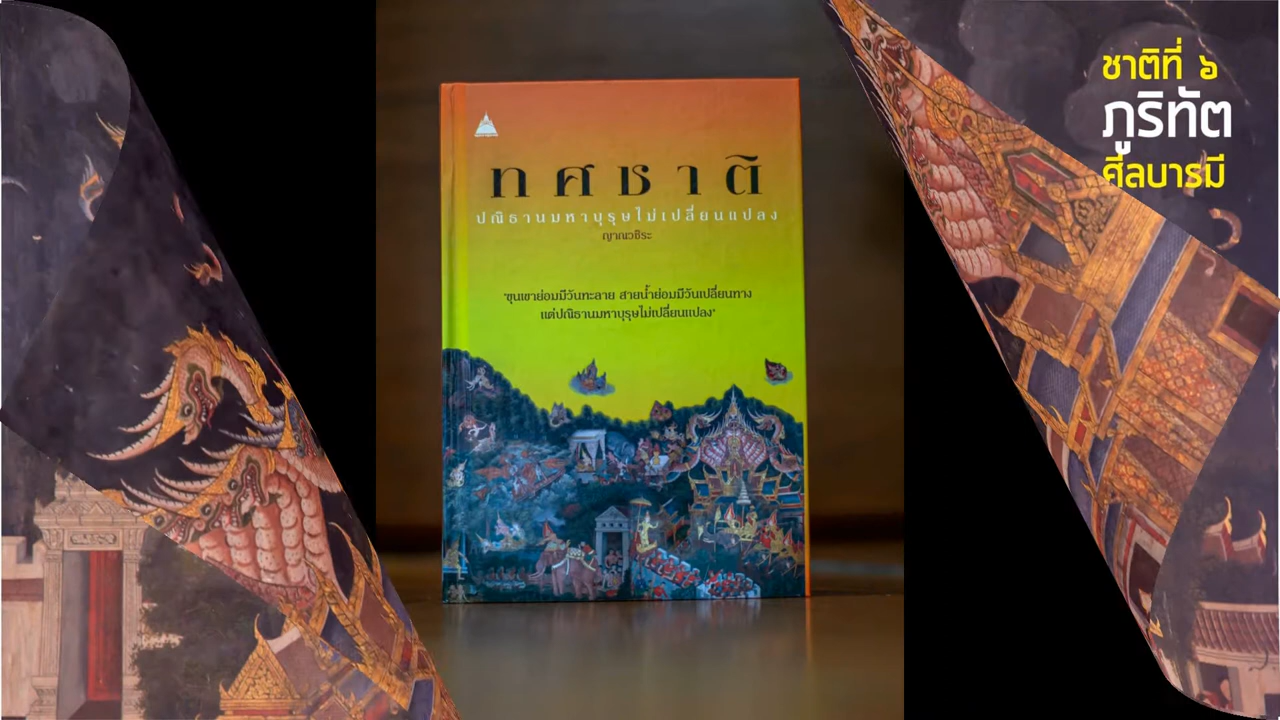 ทศชาติ
ปณิธานมหาบุรุษไม่เปลี่ยนแปลง
ญาณวชิระ
"ขุนเขาย่อมมีวันทะลาย สายน้ำย่อมมีวันเปลี่ยนทาง
แต่ปณิธานมหาบุรุษไม่เปลี่ยนแปลง"
ชาติที่ ๖
ภูริทัต
ศีลบารมี